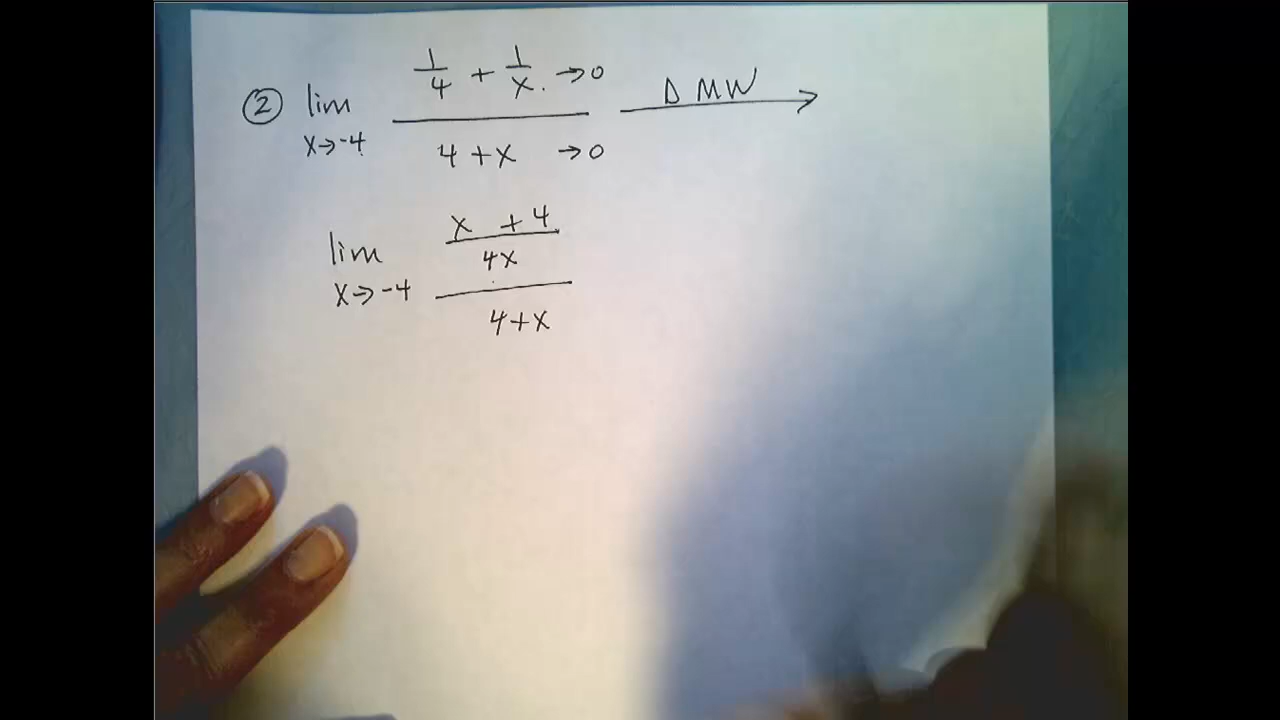 ② lim x→-4 (1/4 + 1/x. →0) / (4+x →0) DMW →
lim x→-4 ((x + 4)/4x) / (4+x)